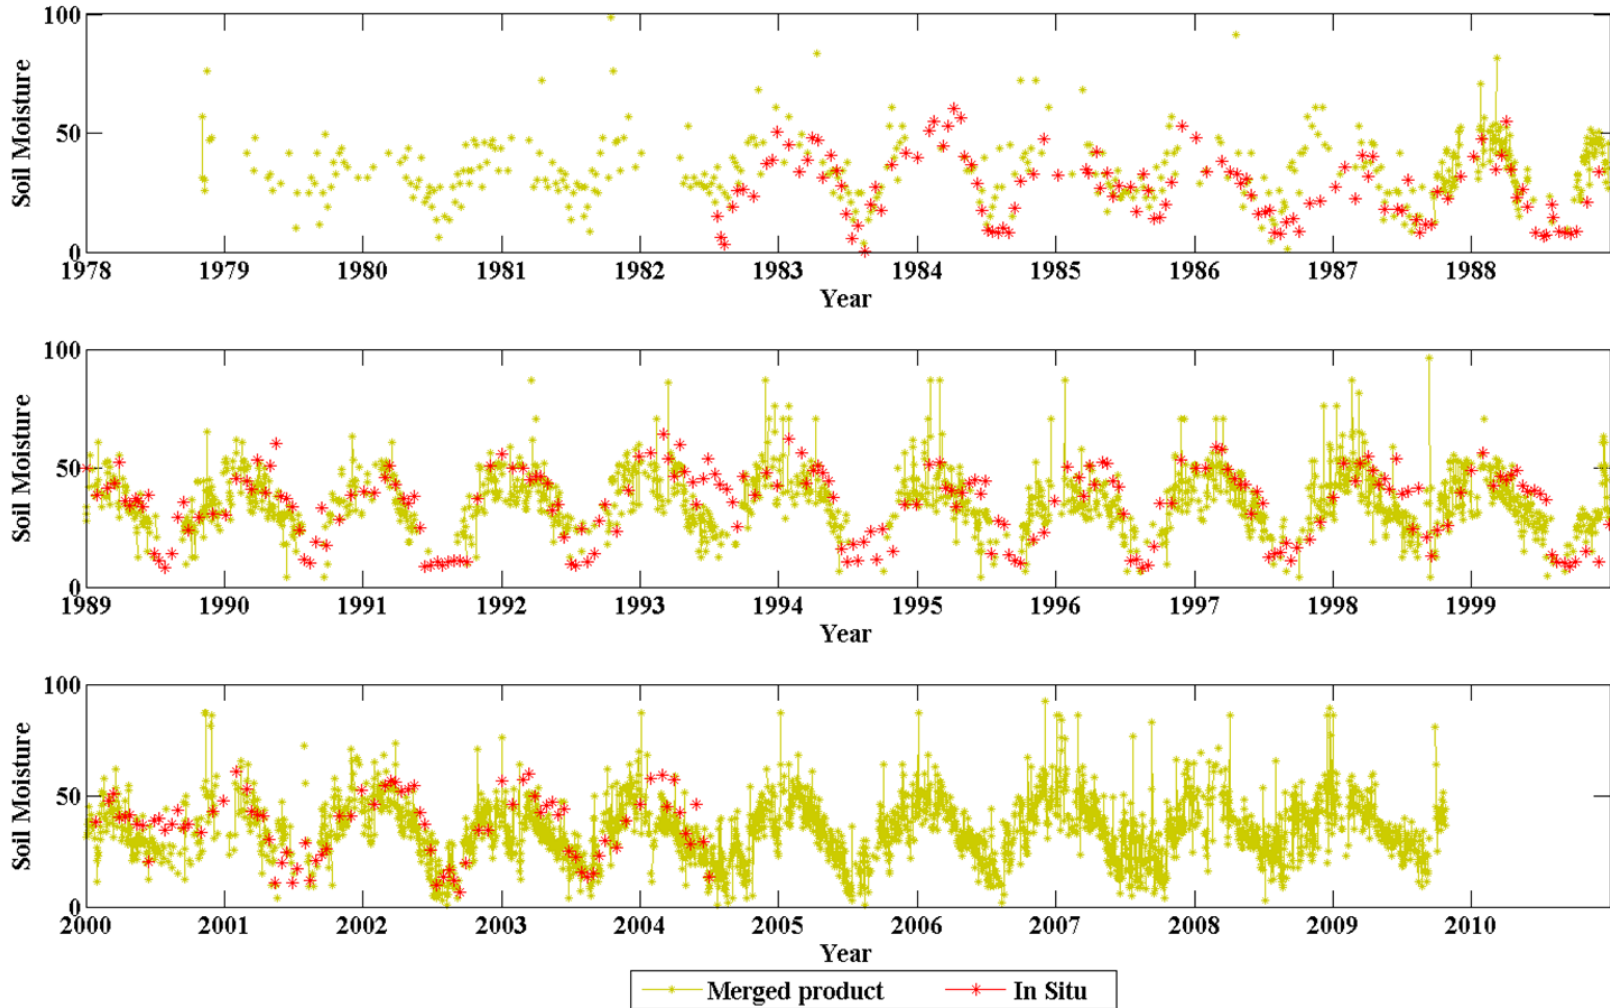 100
50
0
Soil Moisture
1978 1979 1980 1981 1982 1983 1984 1985 1986 1987 1988
Year
100
50
0
Soil Moisture
1989 1990 1991 1992 1993 1994 1995 1996 1997 1998 1999
Year
100
50
0
Soil Moisture
2000 2001 2002 2003 2004 2005 2006 2007 2008 2009 2010
Year
Merged product In Situ